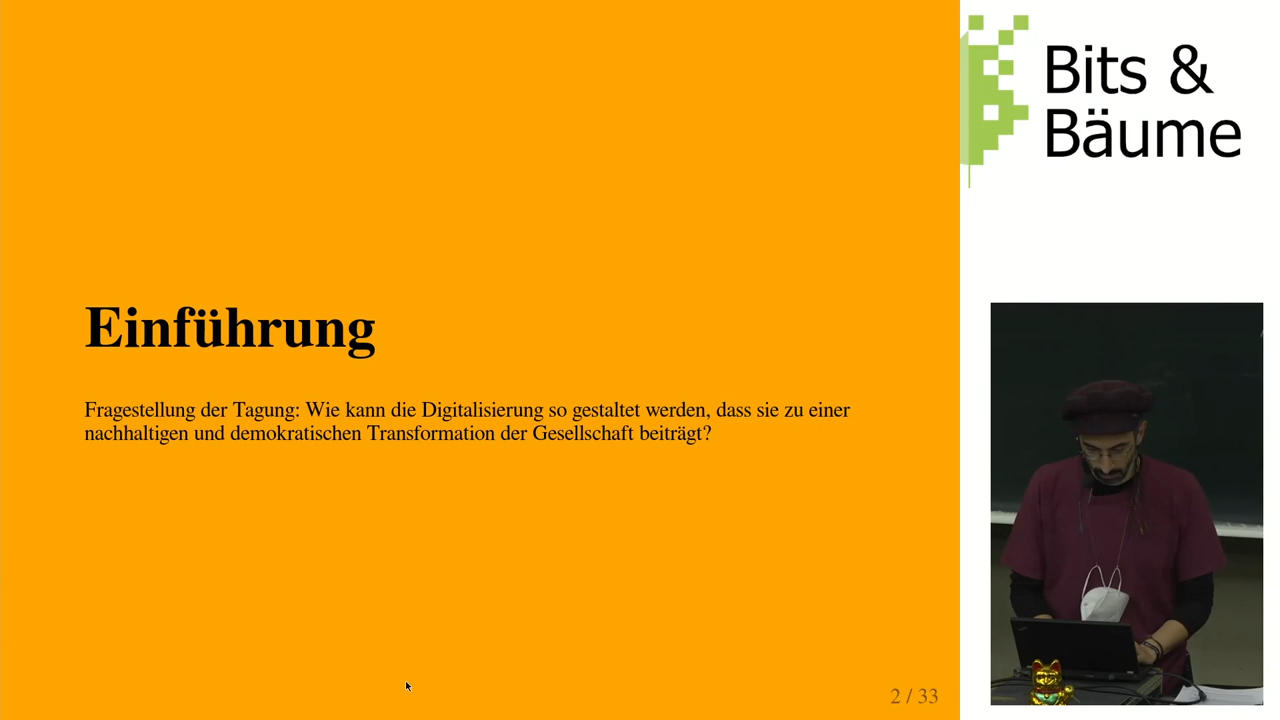 Einführung
Fragestellung der Tagung: Wie kann die Digitalisierung so gestaltet werden, dass sie zu einer
nachhaltigen und demokratischen Transformation der Gesellschaft beiträgt?
2 / 33
Bits &
Bäume